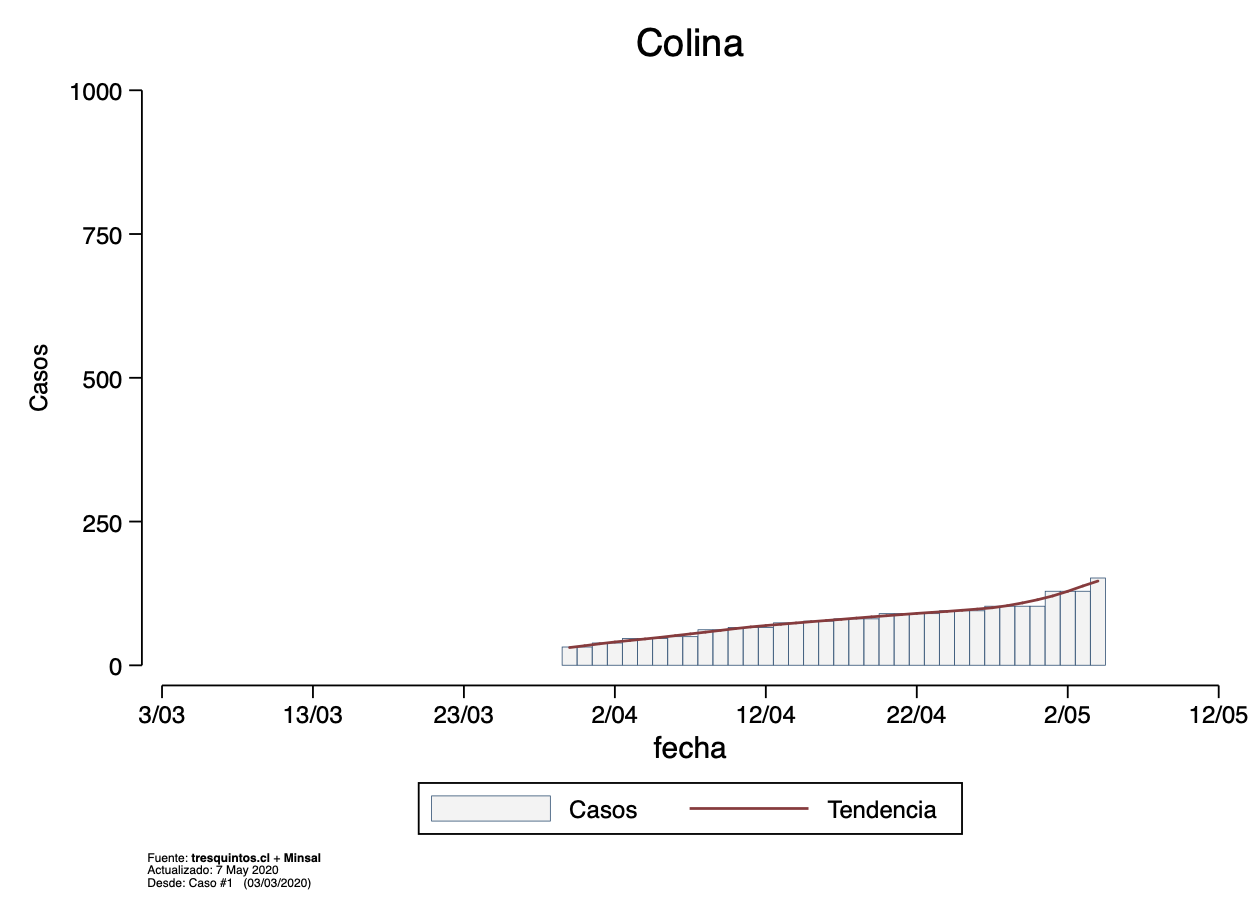 Colina
1000
750
500
250
0
Casos
3/03 13/03 23/03 2/04 12/04 22/04 2/05 12/05
fecha
Casos Tendencia
Fuente: tresquintos.cl + Minsal
Actualizado: 7 May 2020
Desde: Caso #1 (03/03/2020)